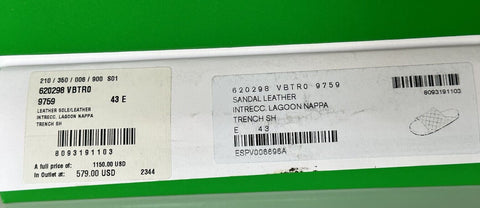 210 / 350 / 006 / 900 S01
620298 VBTR0
9759 43 E
LEATHER SOLE/LEATHER
INTRECC. LAGOON NAPPA
TRENCH SH
8093191103
A full price of: 1150.00 USD
In Outlet at: 579.00 USD 2344
620298 VBTR0 9759
SANDAL LEATHER
INTRECC. LAGOON NAPPA
TRENCH SH
E 43
ESPV006696A
8093191103